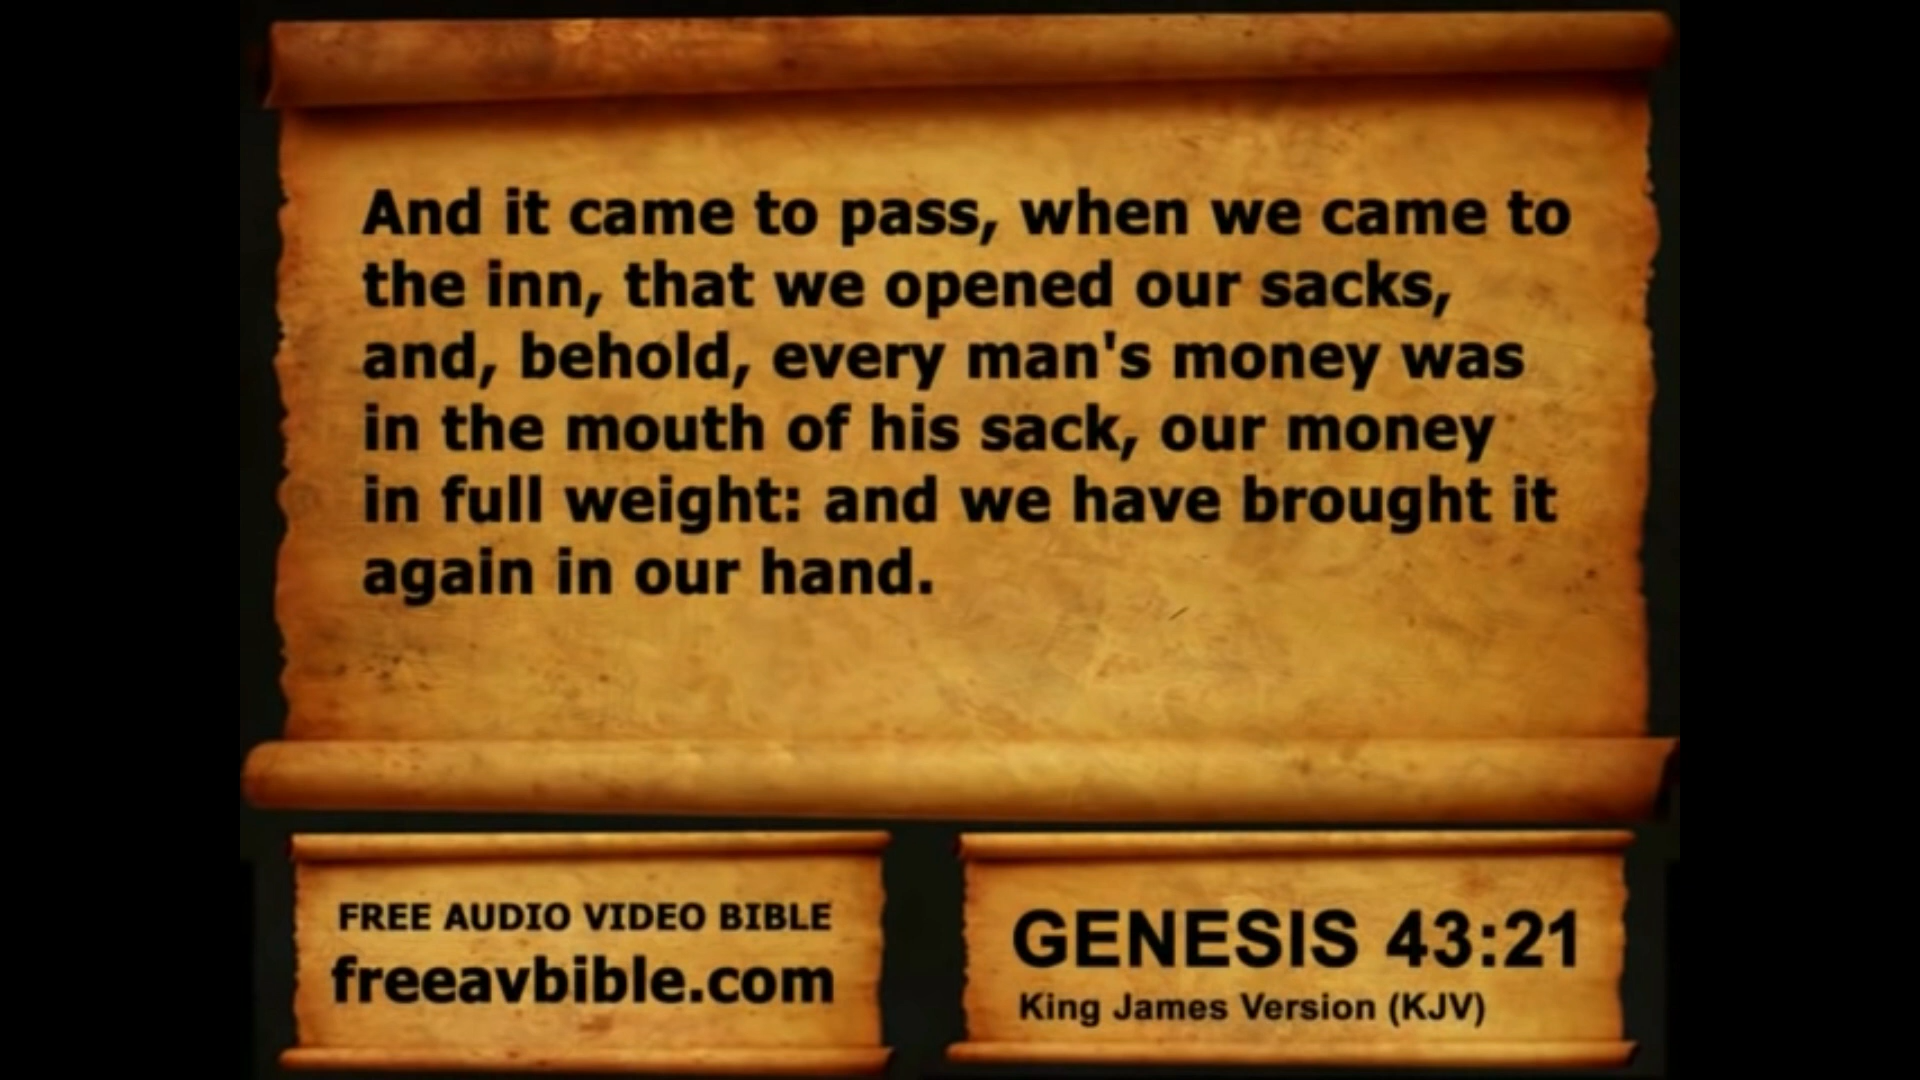 And it came to pass, when we came to
the inn, that we opened our sacks,
and, behold, every man's money was
in the mouth of his sack, our money
in full weight: and we have brought it
again in our hand.
FREE AUDIO VIDEO BIBLE
freeavbible.com
GENESIS 43:21
King James Version (KJV)